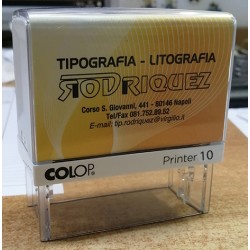 TIPOGRAFIA - LITOGRAFIA
RODRIQUEZ
Corso S. Giovanni, 441 - 80146 Napoli
Tel/Fax 081.752.89.52
E-mail: tip.rodriquez@virgilio.it
COLOP®
Printer 10